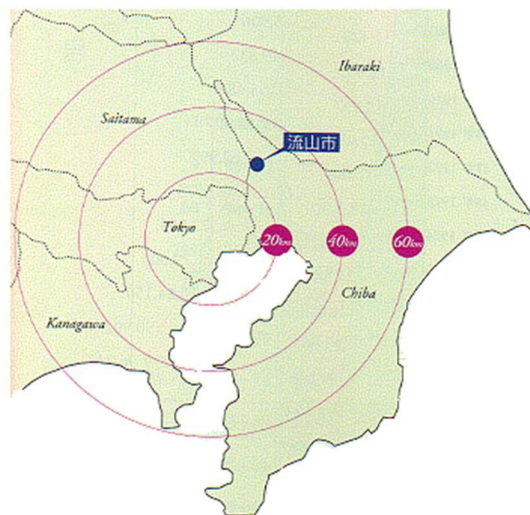 Ibaraki
Saitama
流山市
Tokyo
20km
40km
60km
Chiba
Kanagawa